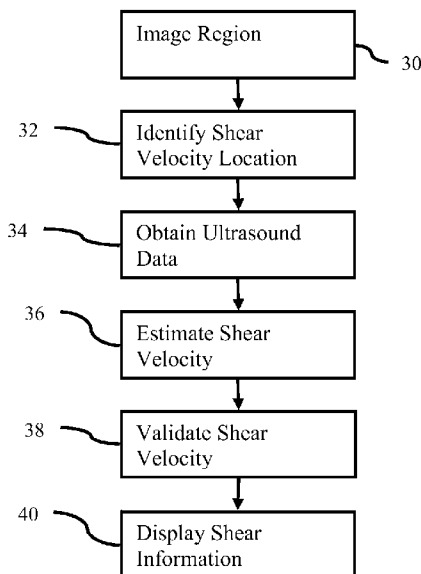 Image Region
30
32
Identify Shear
Velocity Location
34
Obtain Ultrasound
Data
36
Estimate Shear
Velocity
38
Validate Shear
Velocity
40
Display Shear
Information